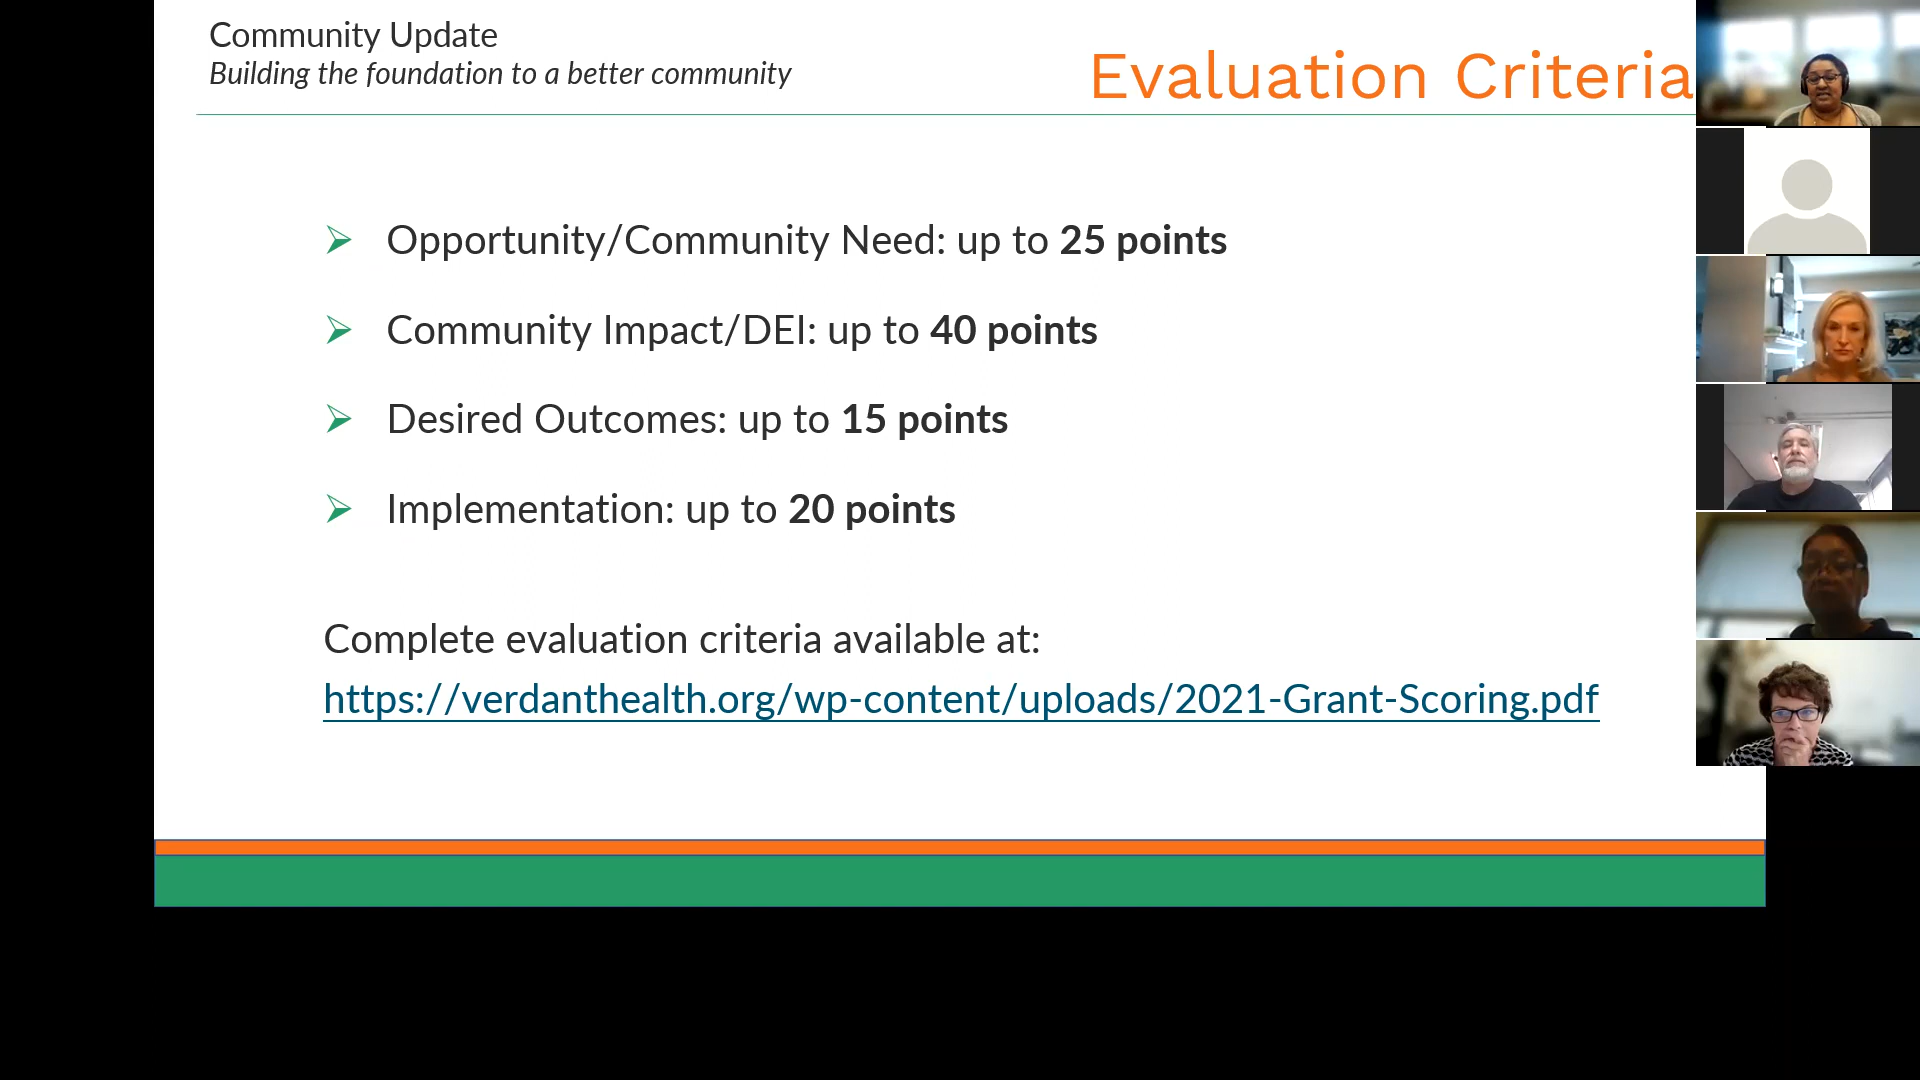 Community Update
Building the foundation to a better community
Evaluation Criteria
Opportunity/Community Need: up to 25 points
Community Impact/DEI: up to 40 points
Desired Outcomes: up to 15 points
Implementation: up to 20 points
Complete evaluation criteria available at:
https://verdanthealth.org/wp-content/uploads/2021-Grant-Scoring.pdf